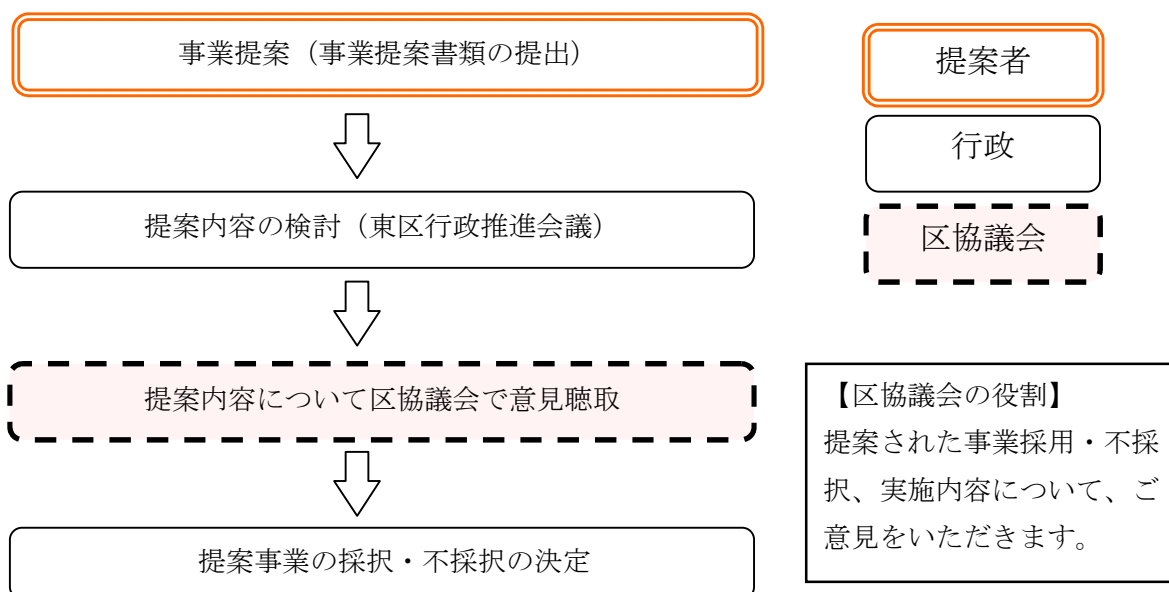 事業提案（事業提案書類の提出）
提案内容の検討（東区行政推進会議）
提案内容について区協議会で意見聴取
提案事業の採択・不採択の決定
提案者
行政
区協議会
【区協議会の役割】
提案された事業採用・不採
択、実施内容について、ご
意見をいただきます。